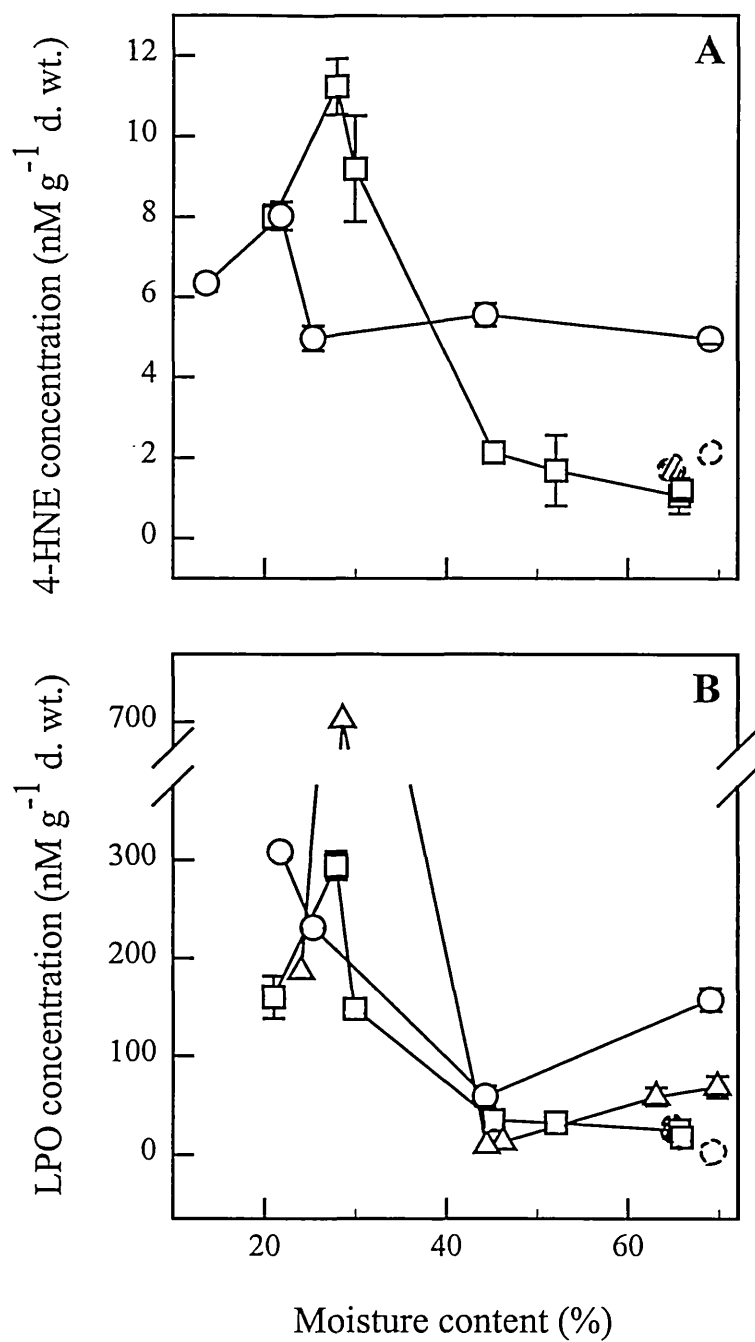 A
4-HNE concentration (nM g⁻¹ d. wt.)
12
10
8
6
4
2
0
B
LPO concentration (nM g⁻¹ d. wt.)
700
300
200
100
0
20 40 60
Moisture content (%)